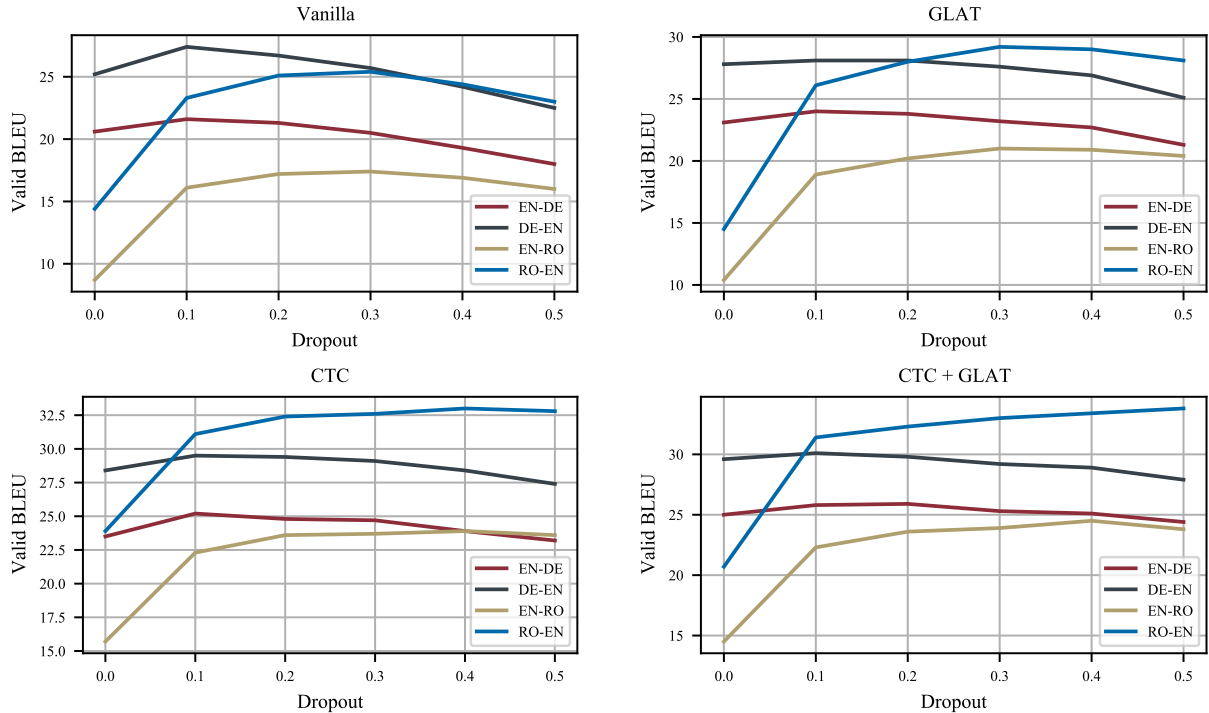 Vanilla
Valid BLEU
25
20
15
10
0.0 0.1 0.2 0.3 0.4 0.5
Dropout
EN-DE
DE-EN
EN-RO
RO-EN
GLAT
Valid BLEU
30
25
20
15
10
0.0 0.1 0.2 0.3 0.4 0.5
Dropout
EN-DE
DE-EN
EN-RO
RO-EN
CTC
Valid BLEU
32.5
30.0
27.5
25.0
22.5
20.0
17.5
15.0
0.0 0.1 0.2 0.3 0.4 0.5
Dropout
EN-DE
DE-EN
EN-RO
RO-EN
CTC + GLAT
Valid BLEU
30
25
20
15
0.0 0.1 0.2 0.3 0.4 0.5
Dropout
EN-DE
DE-EN
EN-RO
RO-EN